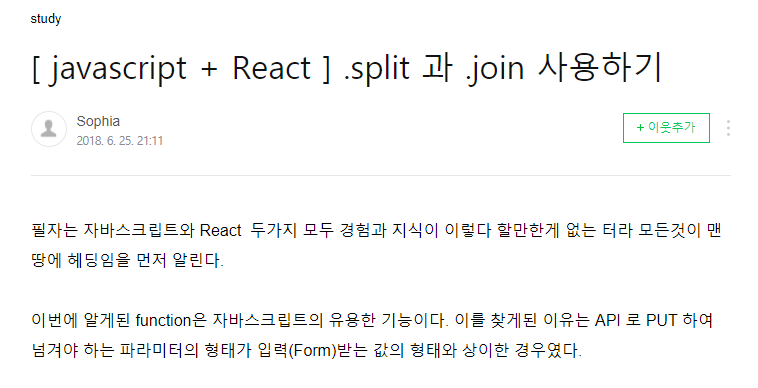 study
[ javascript + React ] .split 과 .join 사용하기
Sophia
2018. 6. 25. 21:11
+ 이웃추가
필자는 자바스크립트와 React 두가지 모두 경험과 지식이 이렇다 할만한게 없는 터라 모든것이 맨
땅에 헤딩임을 먼저 알린다.
이번에 알게된 function은 자바스크립트의 유용한 기능이다. 이를 찾게된 이유는 API 로 PUT 하여
넘겨야 하는 파라미터의 형태가 입력(Form)받는 값의 형태와 상이한 경우였다.